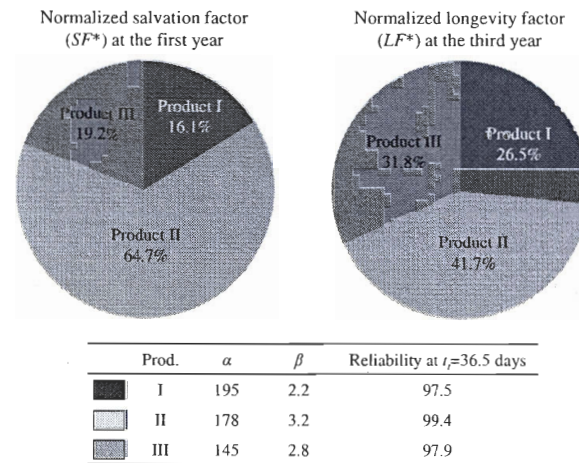 Normalized salvation factor
(SF*) at the first year
Normalized longevity factor
(LF*) at the third year
Product III
19.2%
Product I
16.1%
Product II
64.7%
Product III
31.8%
Product I
26.5%
Product II
41.7%
Prod. α β Reliability at t_r=36.5 days
I 195 2.2 97.5
II 178 3.2 99.4
III 145 2.8 97.9